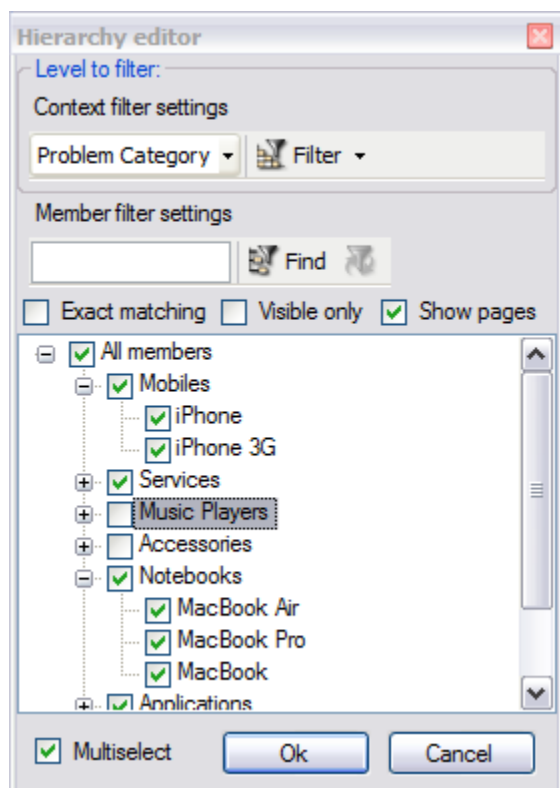 Hierarchy editor
Level to filter:
Context filter settings
Problem Category Filter
Member filter settings
Find
Exact matching Visible only Show pages
All members
Mobiles
iPhone
iPhone 3G
Services
Music Players
Accessories
Notebooks
MacBook Air
MacBook Pro
MacBook
Applications
Multiselect Ok Cancel